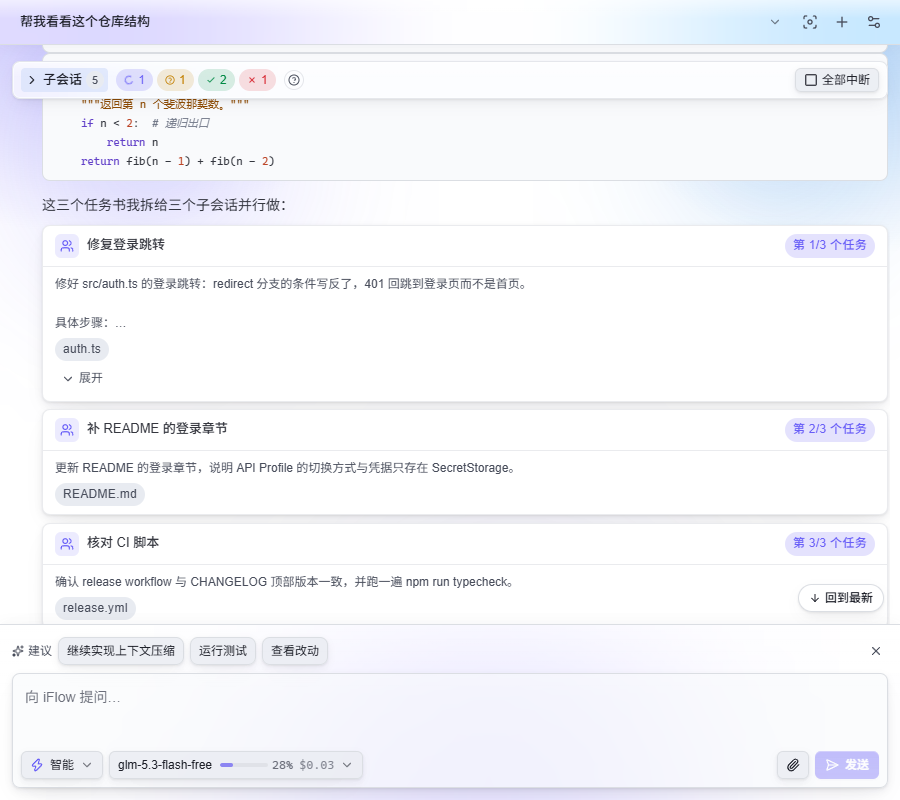 帮我看看这个仓库结构
子会话 5 1 1 2 1 全部中断
"""返回第 n 个斐波那契数。"""
if n < 2:  # 递归出口
return n
return fib(n - 1) + fib(n - 2)
这三个任务书我拆给三个子会话并行做：
修复登录跳转 第 1/3 个任务
修好 src/auth.ts 的登录跳转：redirect 分支的条件写反了，401 回跳到登录页而不是首页。
具体步骤：…
auth.ts
展开
补 README 的登录章节 第 2/3 个任务
更新 README 的登录章节，说明 API Profile 的切换方式与凭据只存在 SecretStorage。
README.md
核对 CI 脚本 第 3/3 个任务
确认 release workflow 与 CHANGELOG 顶部版本一致，并跑一遍 npm run typecheck。
release.yml
回到最新
建议 继续实现上下文压缩 运行测试 查看改动
向 iFlow 提问…
智能 glm-5.3-flash-free 28% $0.03 发送